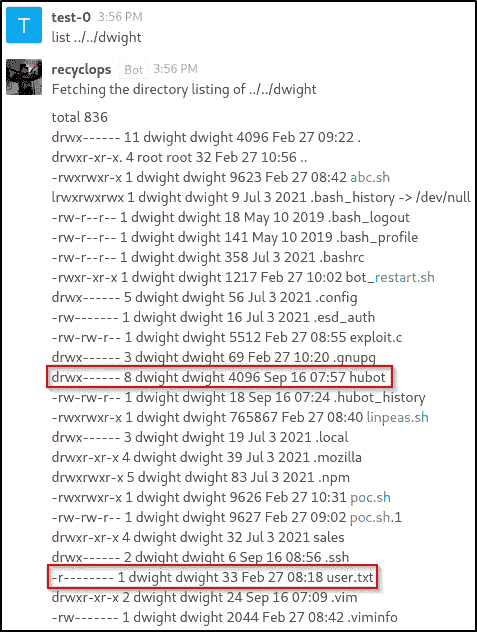 T
test-0 3:56 PM
list ../../dwight
recyclops Bot 3:56 PM
Fetching the directory listing of ../../dwight
total 836
drwx------ 11 dwight dwight 4096 Feb 27 09:22 .
drwxr-xr-x. 4 root root 32 Feb 27 10:56 ..
-rwxrwxr-x 1 dwight dwight 9623 Feb 27 08:42 abc.sh
lrwxrwxrwx 1 dwight dwight 9 Jul 3 2021 .bash_history -> /dev/null
-rw-r--r-- 1 dwight dwight 18 May 10 2019 .bash_logout
-rw-r--r-- 1 dwight dwight 141 May 10 2019 .bash_profile
-rw-r--r-- 1 dwight dwight 358 Jul 3 2021 .bashrc
-rwxr-xr-x 1 dwight dwight 1217 Feb 27 10:02 bot_restart.sh
drwx------ 5 dwight dwight 56 Jul 3 2021 .config
-rw------- 1 dwight dwight 16 Jul 3 2021 .esd_auth
-rw-rw-r-- 1 dwight dwight 5512 Feb 27 08:55 exploit.c
drwx------ 3 dwight dwight 69 Feb 27 10:20 .gnupg
drwx------ 8 dwight dwight 4096 Sep 16 07:57 hubot
-rw-rw-r-- 1 dwight dwight 18 Sep 16 07:24 .hubot_history
-rwxrwxr-x 1 dwight dwight 765867 Feb 27 08:40 linpeas.sh
drwx------ 3 dwight dwight 19 Jul 3 2021 .local
drwxr-xr-x 4 dwight dwight 39 Jul 3 2021 .mozilla
drwxrwxr-x 5 dwight dwight 83 Jul 3 2021 .npm
-rwxrwxr-x 1 dwight dwight 9626 Feb 27 10:31 poc.sh
-rw-rw-r-- 1 dwight dwight 9627 Feb 27 09:02 poc.sh.1
drwxr-xr-x 4 dwight dwight 32 Jul 3 2021 sales
drwx------ 2 dwight dwight 6 Sep 16 08:56 .ssh
-r-------- 1 dwight dwight 33 Feb 27 08:18 user.txt
drwxr-xr-x 2 dwight dwight 24 Sep 16 07:09 .vim
-rw------- 1 dwight dwight 2044 Feb 27 08:42 .viminfo